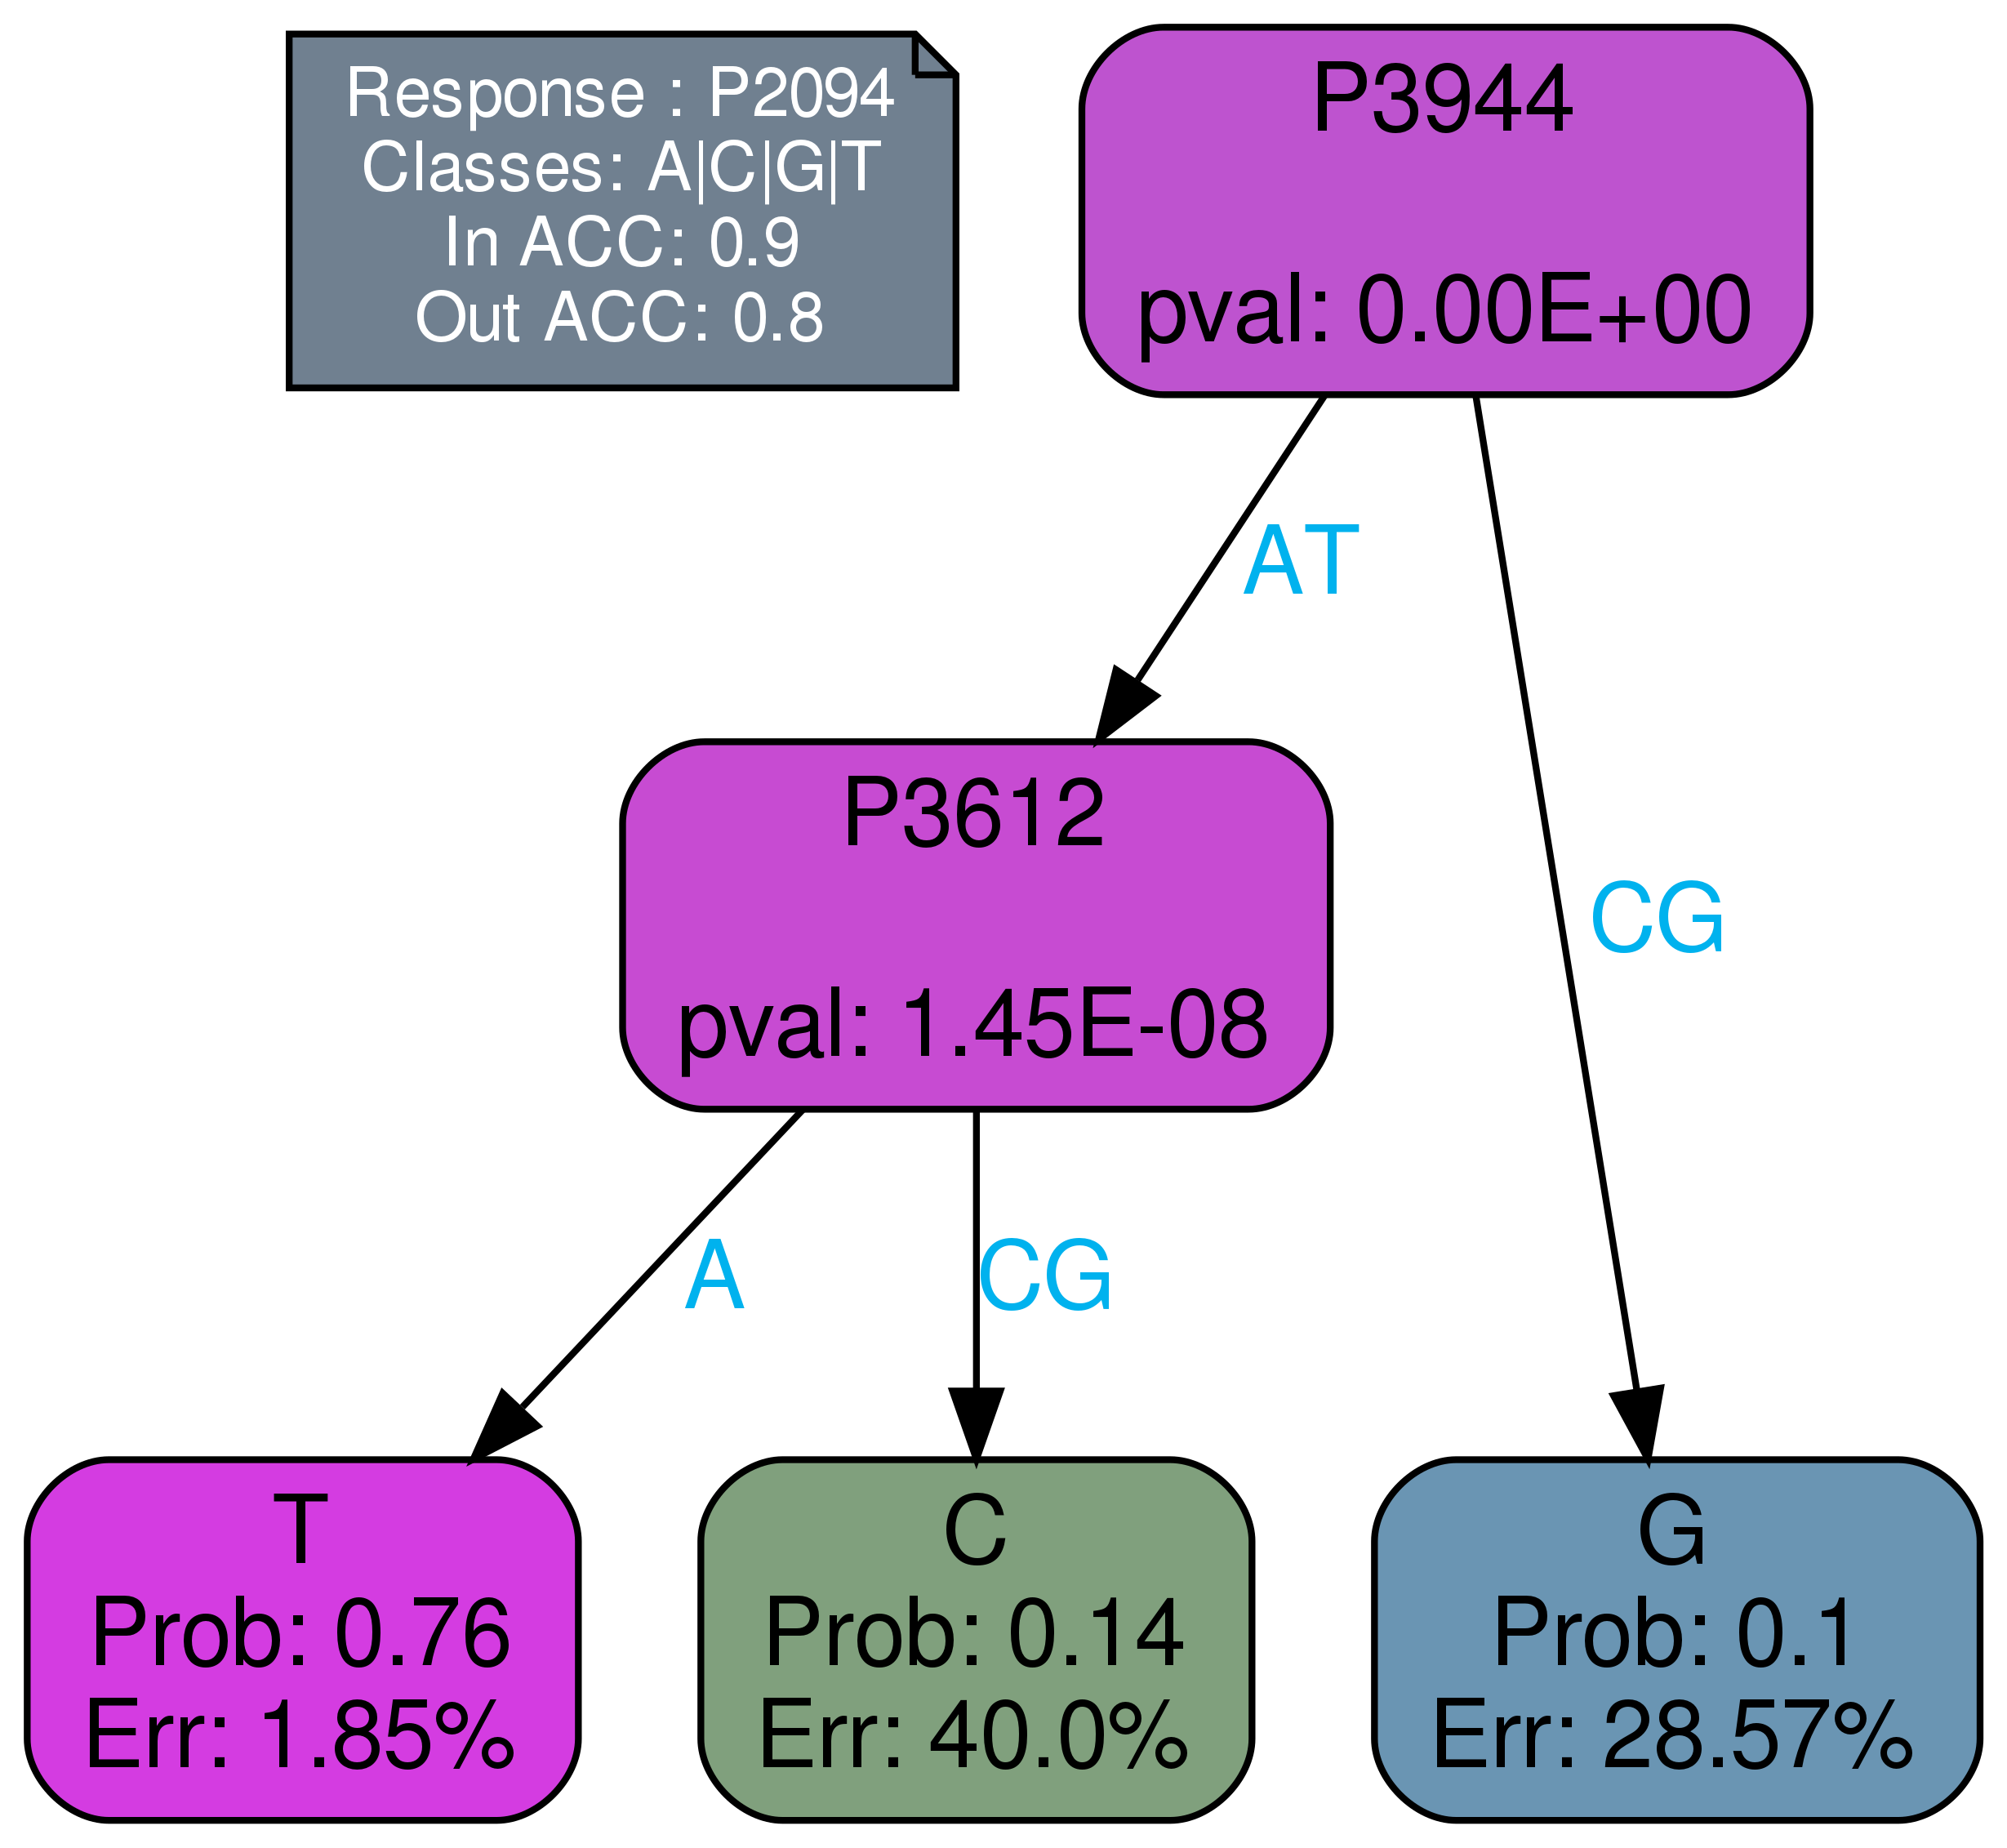 Response : P2094
Classes: A|C|G|T
In ACC: 0.9
Out ACC: 0.8
P3944
pval: 0.00E+00
AT
CG
P3612
pval: 1.45E-08
A
CG
T
Prob: 0.76
Err: 1.85%
C
Prob: 0.14
Err: 40.0%
G
Prob: 0.1
Err: 28.57%